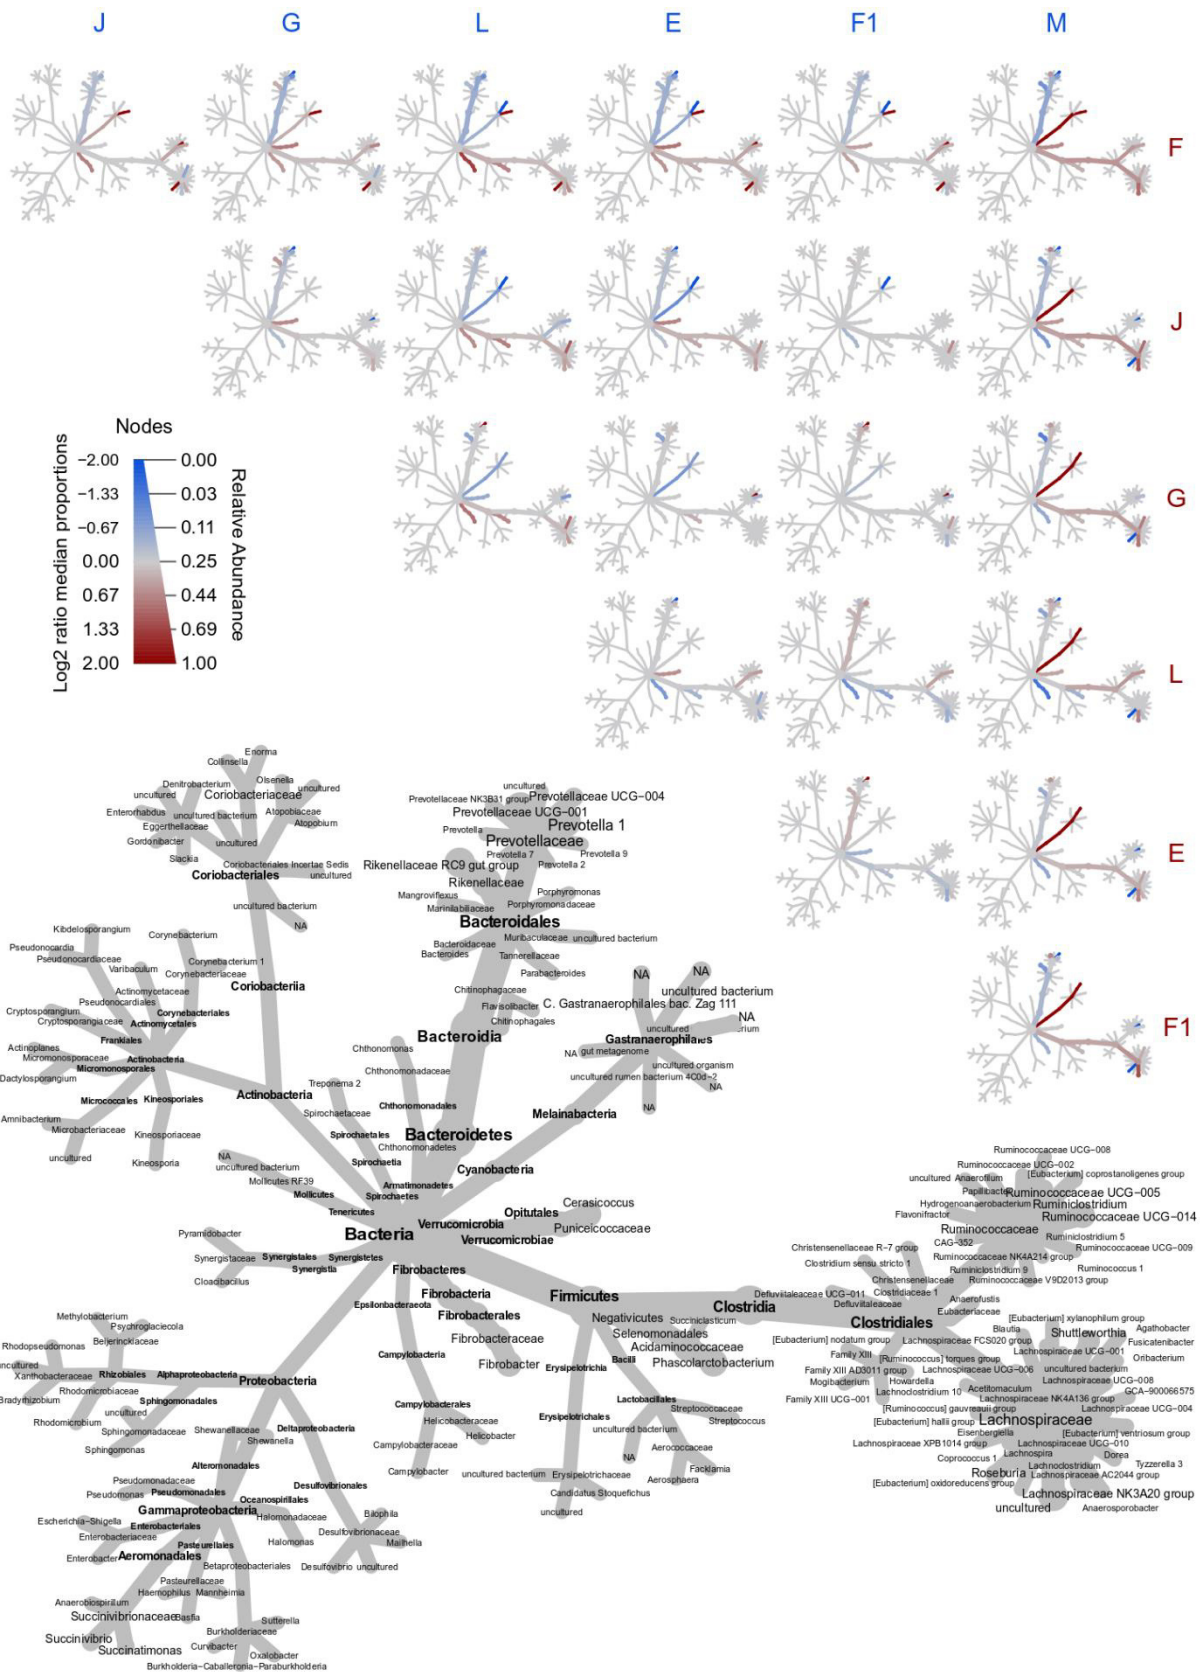 J G L E F1 M
F
J
G
L
E
F1
Nodes
Log2 ratio median proportions
Relative Abundance
−2.00 0.00
−1.33 0.03
−0.67 0.11
0.00 0.25
0.67 0.44
1.33 0.69
2.00 1.00
Enorma
Collinsella
Denitrobacterium
Olsenella
uncultured
uncultured
Coriobacteriaceae
Enterorhabdus
uncultured bacterium
Atopobiaceae
Eggerthellaceae
Atopobium
Gordonibacter
uncultured
Slackia
Coriobacteriales Incertae Sedis
Coriobacteriales
uncultured
uncultured bacterium
NA
Coriobacteriia
uncultured
Prevotellaceae NK3B31 group
Prevotellaceae UCG−004
Prevotellaceae UCG−001
Prevotella 1
Prevotella
Prevotellaceae
Prevotella 7
Prevotella 9
Rikenellaceae RC9 gut group
Prevotella 2
Rikenellaceae
Mangroviflexus
Porphyromonas
Marinilabiliaceae
Porphyromonadaceae
Bacteroidales
Bacteroidaceae
Muribaculaceae
uncultured bacterium
Bacteroides
Tannerellaceae
Parabacteroides
Chitinophagaceae
Flavisolibacter
Chitinophagales
Bacteroidia
Kibdelosporangium
Corynebacterium
Pseudonocardia
Pseudonocardiaceae
Corynebacterium 1
Varibaculum
Corynebacteriaceae
Actinomycetaceae
Pseudonocardiales
Cryptosporangium
Corynebacteriales
Cryptosporangiaceae
Actinomycetales
Frankiales
Actinoplanes
Micromonosporaceae
Actinobacteria
Micromonosporales
Dactylosporangium
Micrococcales
Kineosporiales
Actinobacteria
Amnibacterium
Microbacteriaceae
Kineosporiaceae
uncultured
Kineosporia
NA
NA
uncultured bacterium
C. Gastranaerophilales bac. Zag 111
NA
uncultured
erium
Gastranaerophilales
NA
gut metagenome
uncultured organism
uncultured rumen bacterium 4C0d−2
NA
NA
Melainabacteria
Chthonomonas
Chthonomonadaceae
Treponema 2
Chthonomonadales
Spirochaetaceae
Spirochaetales
Bacteroidetes
Chthonomonadetes
Spirochaetia
Cyanobacteria
Armatimonadetes
Spirochaetes
NA
uncultured bacterium
Mollicutes RF39
Mollicutes
Tenericutes
Cerasicoccus
Opitutales
Verrucomicrobia
Puniceicoccaceae
Bacteria
Verrucomicrobiae
Pyramidobacter
Synergistaceae
Synergistales
Synergistetes
Synergistia
Cloacibacillus
Fibrobacteres
Fibrobacteria
Epsilonbacteraeota
Fibrobacterales
Fibrobacteraceae
Campylobacteria
Fibrobacter
Campylobacterales
Helicobacteraceae
Helicobacter
Campylobacteraceae
Campylobacter
Firmicutes
Clostridia
Negativicutes
Succiniclasticum
Selenomonadales
Acidaminococcaceae
Phascolarctobacterium
Bacilli
Erysipelotrichia
Lactobacillales
Streptococcaceae
Erysipelotrichales
Streptococcus
uncultured bacterium
Aerococcaceae
NA
Facklamia
Aerosphaera
uncultured bacterium
Erysipelotrichaceae
Candidatus Stoquefichus
uncultured
Methylobacterium
Psychroglaciecola
Beijerinckiaceae
Rhodopseudomonas
uncultured
Xanthobacteraceae
Rhizobiales
Alphaproteobacteria
Proteobacteria
Bradyrhizobium
Rhodomicrobiaceae
Sphingomonadales
uncultured
Rhodomicrobium
Sphingomonadaceae
Shewanellaceae
Deltaproteobacteria
Shewanella
Sphingomonas
Alteromonadales
Pseudomonadaceae
Desulfovibrionales
Pseudomonas
Pseudomonadales
Oceanospirillales
Gammaproteobacteria
Halomonadaceae
Bilophila
Escherichia−Shigella
Enterobacteriales
Desulfovibrionaceae
Enterobacteriaceae
Halomonas
Mailhella
Pasteurellales
Enterobacter
Aeromonadales
Betaproteobacteriales
Desulfovibrio
uncultured
Pasteurellaceae
Haemophilus
Mannheimia
Anaerobiospirillum
Succinivibrionaceae
Basfia
Sutterella
Burkholderiaceae
Succinivibrio
Curvibacter
Succinatimonas
Oxalobacter
Burkholderia−Caballeronia−Paraburkholderia
Ruminococcaceae UCG−008
Ruminococcaceae UCG−002
[Eubacterium] coprostanoligenes group
uncultured
Anaerofilum
Papillibacter
Ruminococcaceae UCG−005
Hydrogenoanaerobacterium
Ruminiclostridium
Flavonifractor
Ruminococcaceae UCG−014
Ruminococcaceae
Ruminiclostridium 5
CAG−352
Christensenellaceae R−7 group
Ruminococcaceae UCG−009
Ruminococcaceae NK4A214 group
Clostridium sensu stricto 1
Ruminiclostridium 9
Ruminococcus 1
Christensenellaceae
Ruminococcaceae V9D2013 group
Defluviitaleaceae UCG−011
Clostridiaceae 1
Anaerofustis
Defluviitaleaceae
Eubacteriaceae
Clostridiales
[Eubacterium] xylanophilum group
Blautia
Shuttleworthia
Agathobacter
[Eubacterium] nodatum group
Lachnospiraceae FCS020 group
Fusicatenibacter
Family XIII
Lachnospiraceae UCG−001
[Ruminococcus] torques group
Oribacterium
Family XIII AD3011 group
Lachnospiraceae UCG−006
uncultured bacterium
Mogibacterium
Howardella
Lachnospiraceae UCG−008
Lachnoclostridium 10
Acetitomaculum
GCA−900066575
Family XIII UCG−001
Lachnospiraceae NK4A136 group
[Ruminococcus] gauvreauii group
Lachnospiraceae UCG−004
[Eubacterium] hallii group
Lachnospiraceae
Eisenbergiella
[Eubacterium] ventriosum group
Lachnospiraceae XPB1014 group
Lachnospiraceae UCG−010
Coprococcus 1
Lachnospira
Dorea
Lachnoclostridium
Tyzzerella 3
Roseburia
Lachnospiraceae AC2044 group
[Eubacterium] oxidoreducens group
Lachnospiraceae NK3A20 group
uncultured
Anaerosporobacter